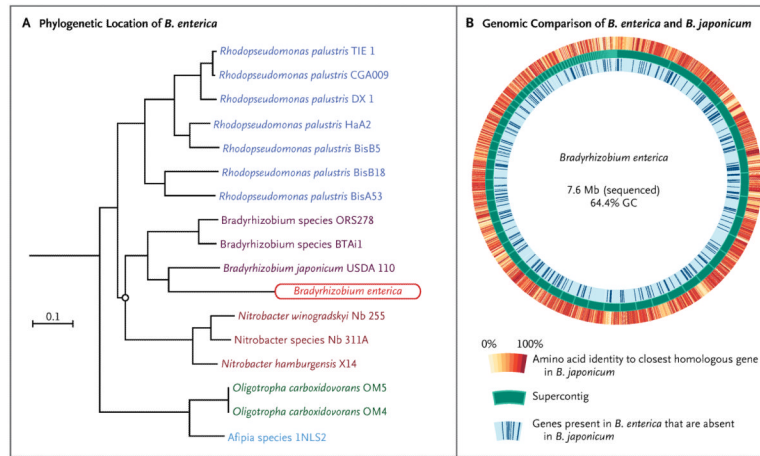 A Phylogenetic Location of B. enterica
Rhodopseudomonas palustris TIE 1
Rhodopseudomonas palustris CGA009
Rhodopseudomonas palustris DX 1
Rhodopseudomonas palustris HaA2
Rhodopseudomonas palustris BisB5
Rhodopseudomonas palustris BisB18
Rhodopseudomonas palustris BisA53
Bradyrhizobium species ORS278
Bradyrhizobium species BTAi1
Bradyrhizobium japonicum USDA 110
Bradyrhizobium enterica
0.1
Nitrobacter winogradskyi Nb 255
Nitrobacter species Nb 311A
Nitrobacter hamburgensis X14
Oligotropha carboxidovorans OM5
Oligotropha carboxidovorans OM4
Afipia species 1NLS2
B Genomic Comparison of B. enterica and B. japonicum
Bradyrhizobium enterica
7.6 Mb (sequenced)
64.4% GC
0% 100%
Amino acid identity to closest homologous gene
in B. japonicum
Supercontig
Genes present in B. enterica that are absent
in B. japonicum